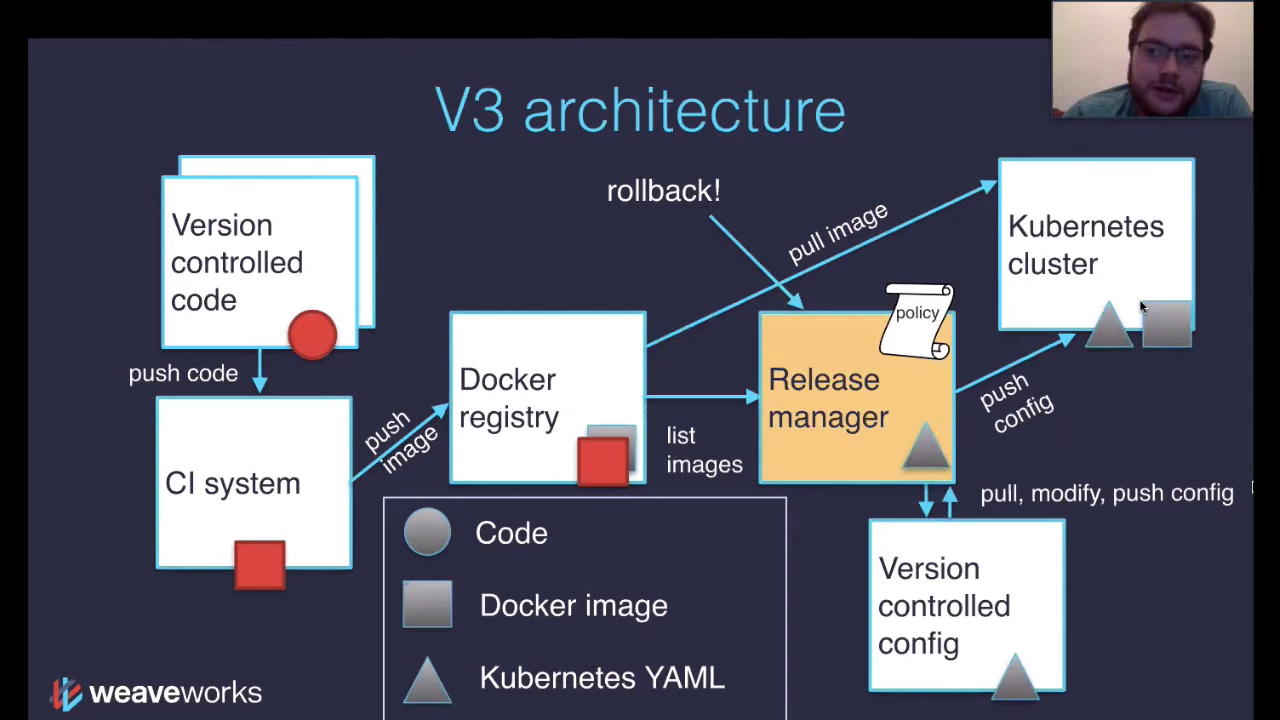 V3 architecture
Version
controlled
code
push code
CI system
push
image
Docker
registry
list
images
rollback!
pull image
policy
Release
manager
push
config
Kubernetes
cluster
pull, modify, push config
Version
controlled
config
Code
Docker image
Kubernetes YAML
weaveworks